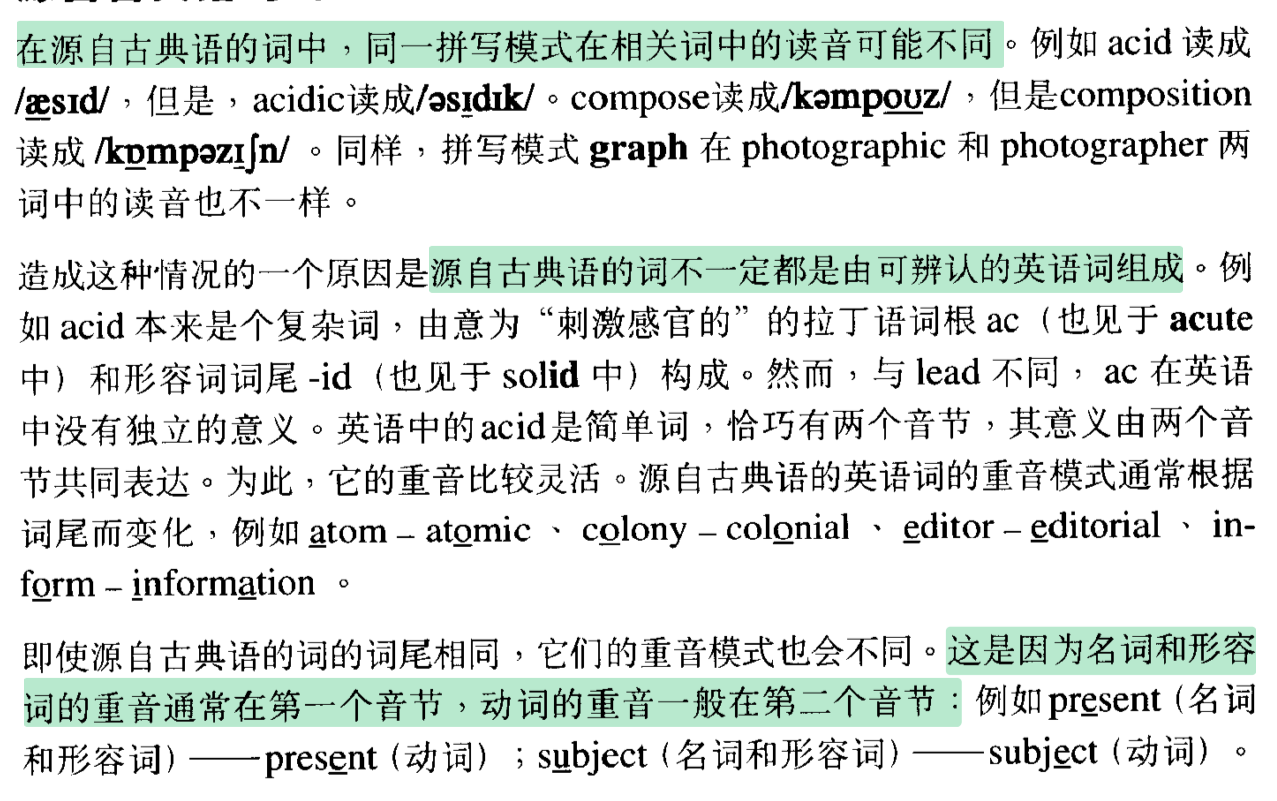 在源自古典语的词中，同一拼写模式在相关词中的读音可能不同。例如 acid 读成
/æsɪd/，但是，acidic读成/əsɪdɪk/。compose读成/kəmpoʊz/，但是composition
读成 /kɒmpəzɪʃn/。同样，拼写模式 graph 在 photographic 和 photographer 两
词中的读音也不一样。
造成这种情况的一个原因是源自古典语的词不一定都是由可辨认的英语词组成。例
如 acid 本来是个复杂词，由意为“刺激感官的”的拉丁语词根 ac（也见于 acute
中）和形容词词尾 -id（也见于 solid 中）构成。然而，与 lead 不同，ac 在英语
中没有独立的意义。英语中的acid是简单词，恰巧有两个音节，其意义由两个音
节共同表达。为此，它的重音比较灵活。源自古典语的英语词的重音模式通常根据
词尾而变化，例如 atom – atomic 、 colony – colonial 、 editor – editorial 、 in-
form – information 。
即使源自古典语的词的词尾相同，它们的重音模式也会不同。这是因为名词和形容
词的重音通常在第一个音节，动词的重音一般在第二个音节：例如present（名词
和形容词）——present（动词）；subject（名词和形容词）——subject（动词）。